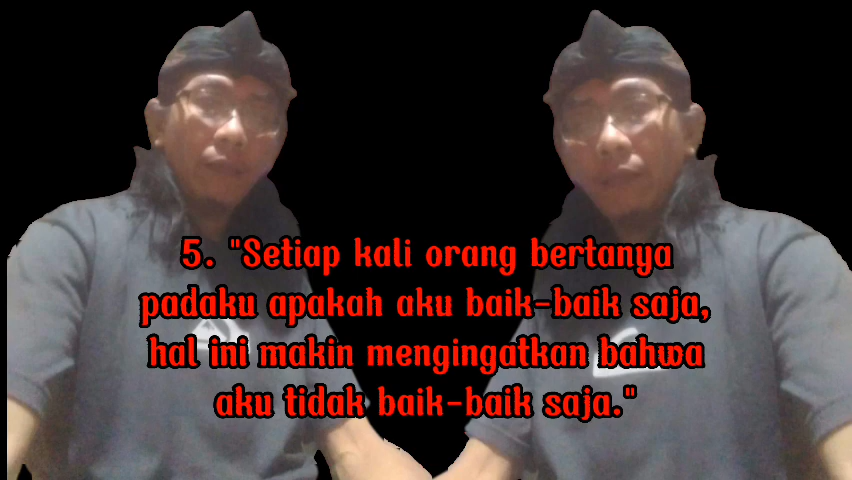 5. "Setiap kali orang bertanya
padaku apakah aku baik-baik saja,
hal ini makin mengingatkan bahwa
aku tidak baik-baik saja."